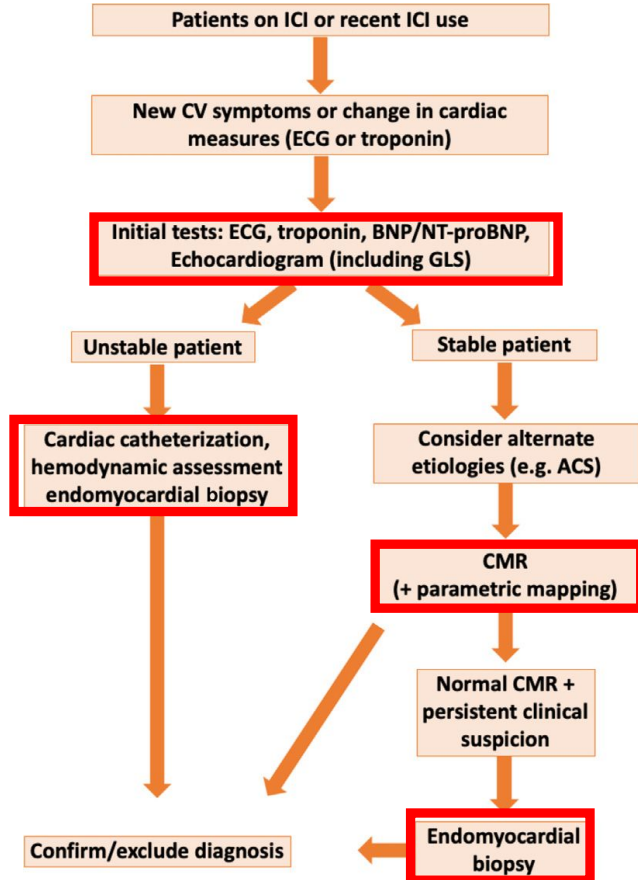 Patients on ICI or recent ICI use
New CV symptoms or change in cardiac
measures (ECG or troponin)
Initial tests: ECG, troponin, BNP/NT-proBNP,
Echocardiogram (including GLS)
Unstable patient
Stable patient
Cardiac catheterization,
hemodynamic assessment
endomyocardial biopsy
Consider alternate
etiologies (e.g. ACS)
CMR
(+ parametric mapping)
Normal CMR +
persistent clinical
suspicion
Endomyocardial
biopsy
Confirm/exclude diagnosis